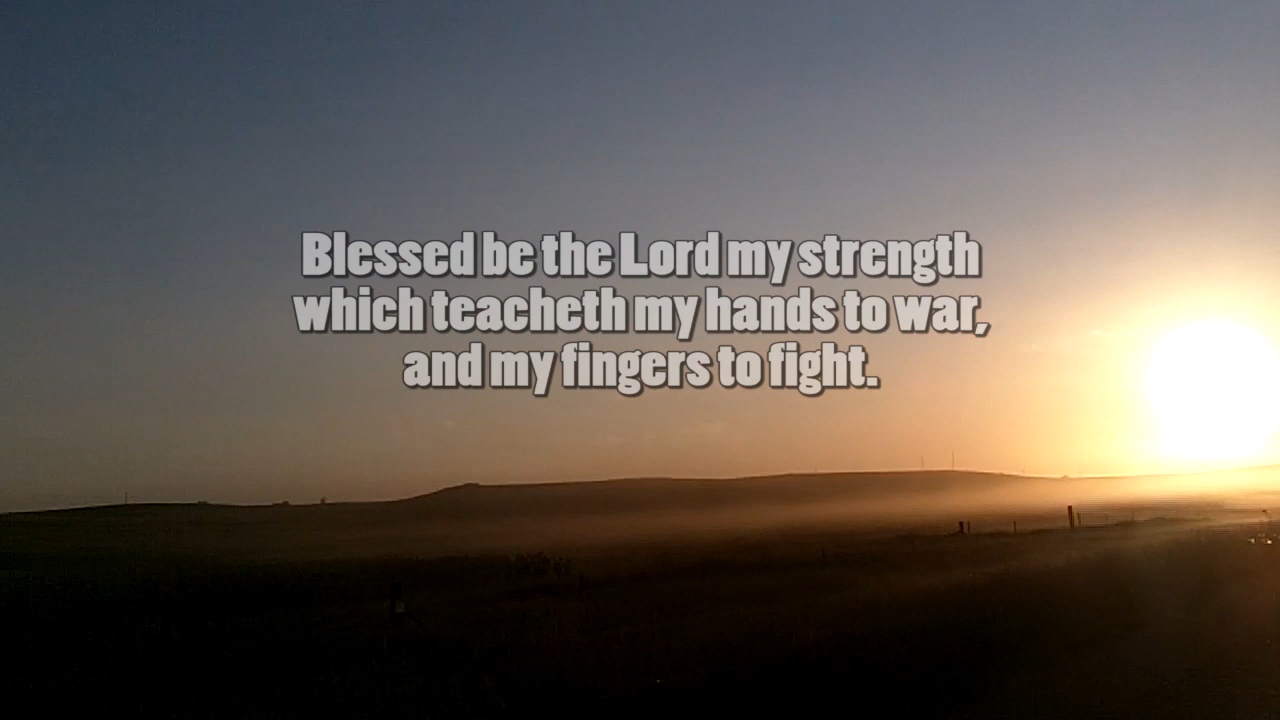 Blessed be the Lord my strength
which teacheth my hands to war,
and my fingers to fight.